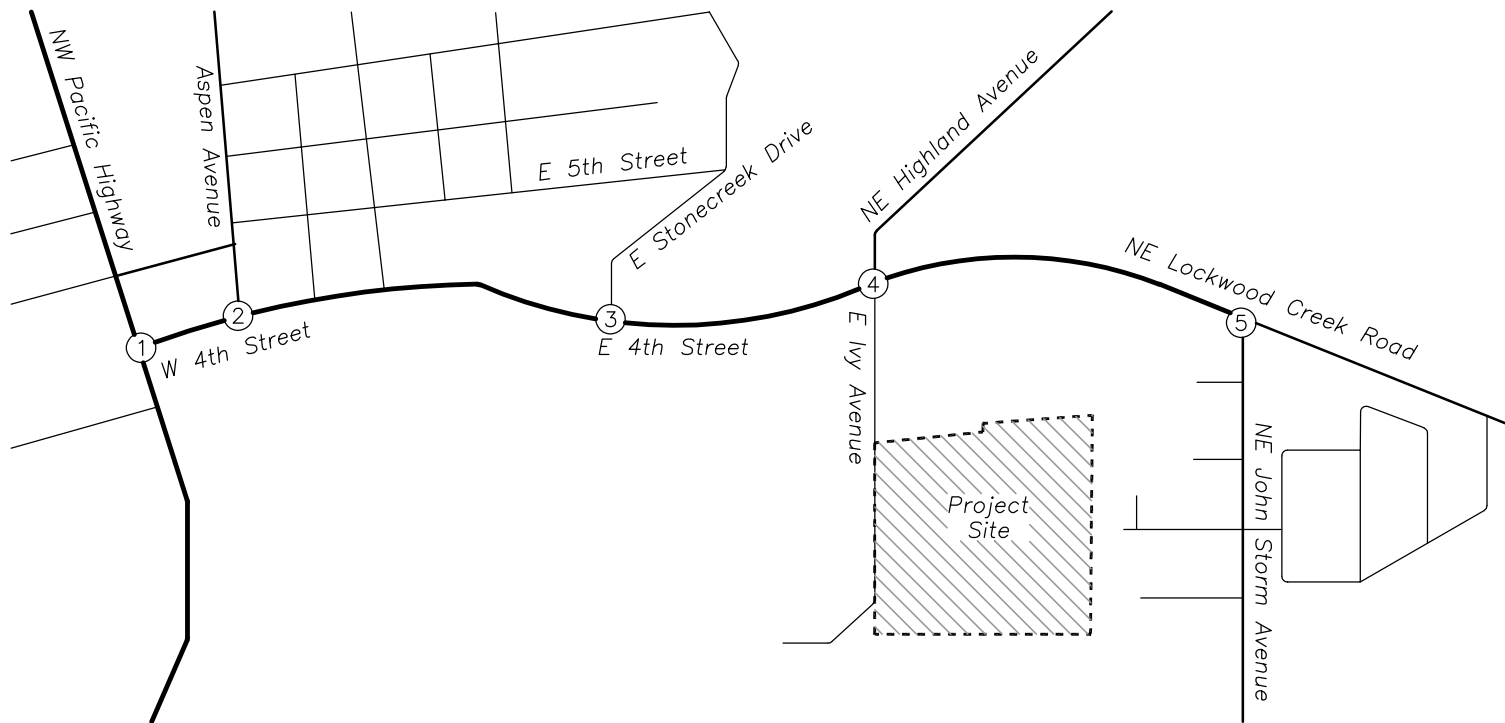 NW Pacific Highway
Aspen Avenue
E 5th Street
E Stonecreek Drive
NE Highland Avenue
NE Lockwood Creek Road
1
W 4th Street
2
3
E 4th Street
4
E Ivy Avenue
5
NE John Storm Avenue
Project
Site